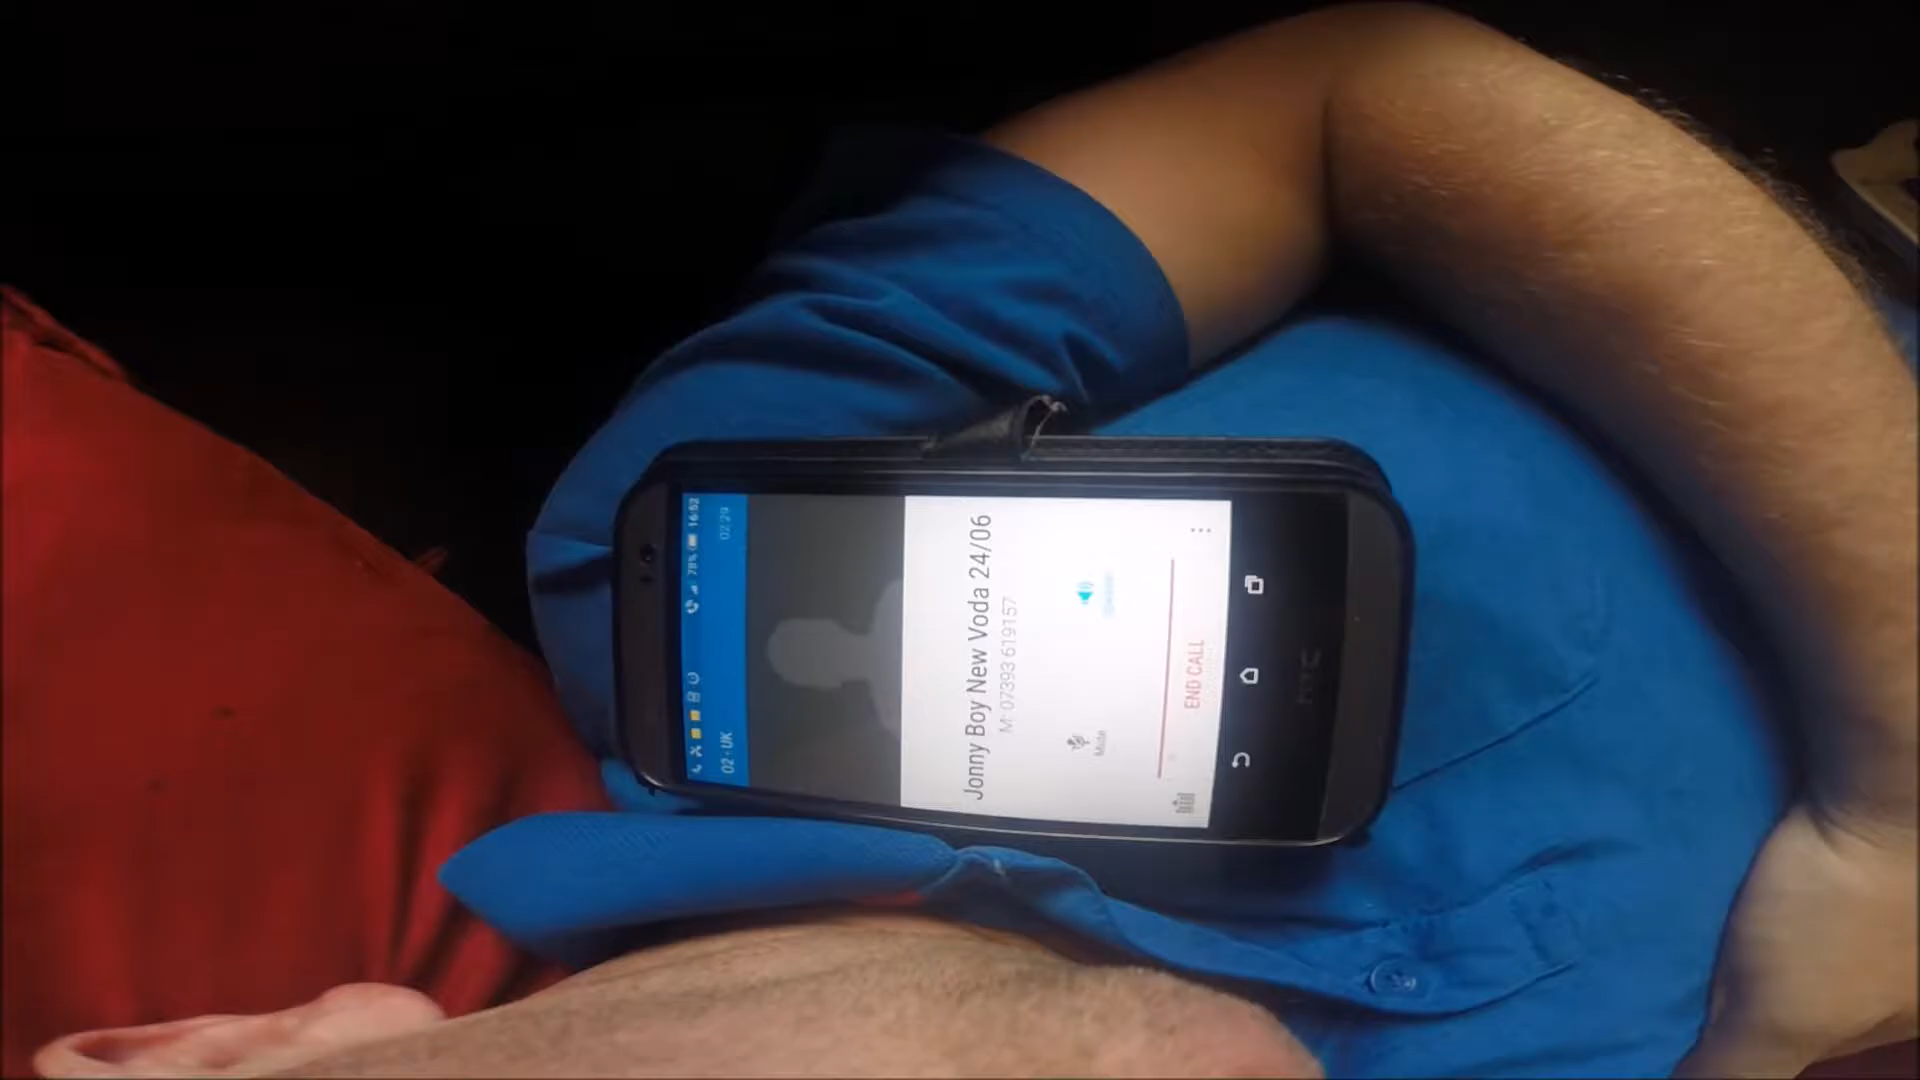 78% 16:52
02 - UK 02:29
Jonny Boy New Voda 24/06
M: 07393 619157
Mute
END CALL
hTC